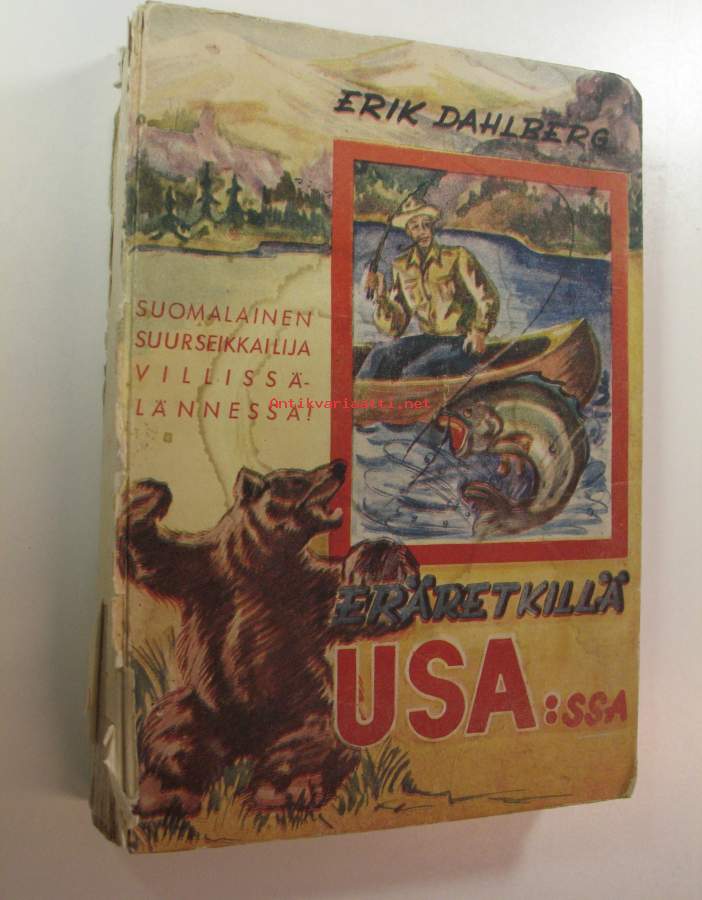 ERIK DAHLBERG
SUOMALAINEN
SUURSEIKKAILIJA
VILLISSÄ-
LÄNNESSÄ!
Antikvariaatti.net
ERÄRETKILLÄ
USA:SSA